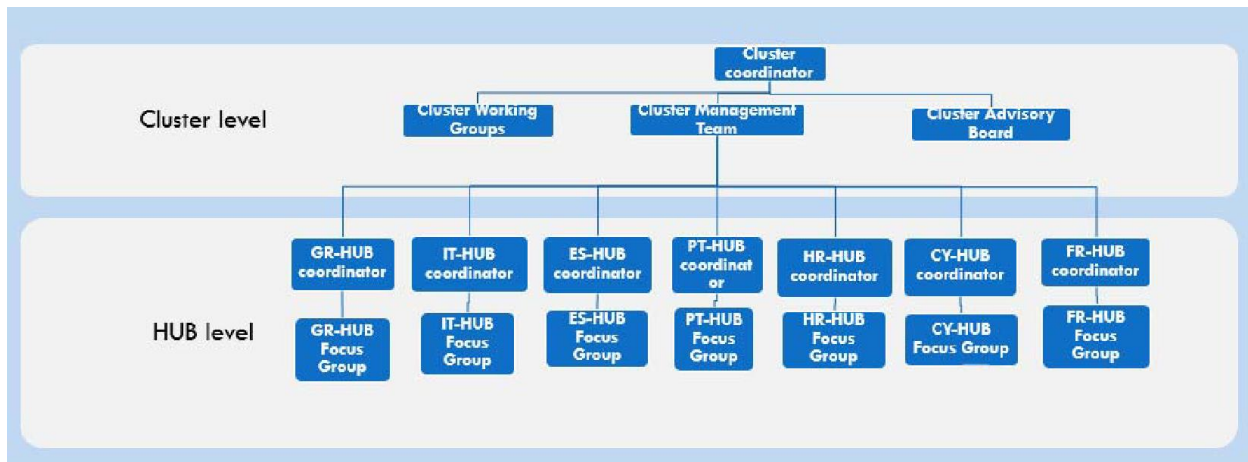 Cluster
coordinator
Cluster level
Cluster Working
Groups
Cluster Management
Team
Cluster Advisory
Board
HUB level
GR-HUB
coordinator
IT-HUB
coordinator
ES-HUB
coordinator
PT-HUB
coordinat
or
HR-HUB
coordinator
CY-HUB
coordinator
FR-HUB
coordinator
GR-HUB
Focus
Group
IT-HUB
Focus
Group
ES-HUB
Focus
Group
PT-HUB
Focus
Group
HR-HUB
Focus
Group
CY-HUB
Focus Group
FR-HUB
Focus
Group